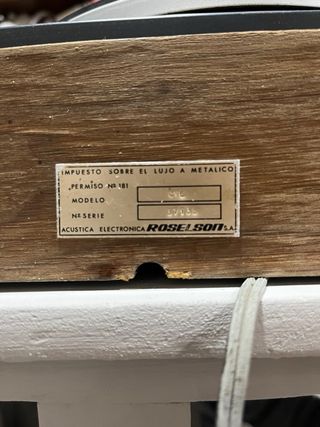 IMPUESTO SOBRE EL LUJO A METALICO
PERMISO Nº 181
MODELO
Nº SERIE
ACUSTICA ELECTRONICA ROSELSON S.A.